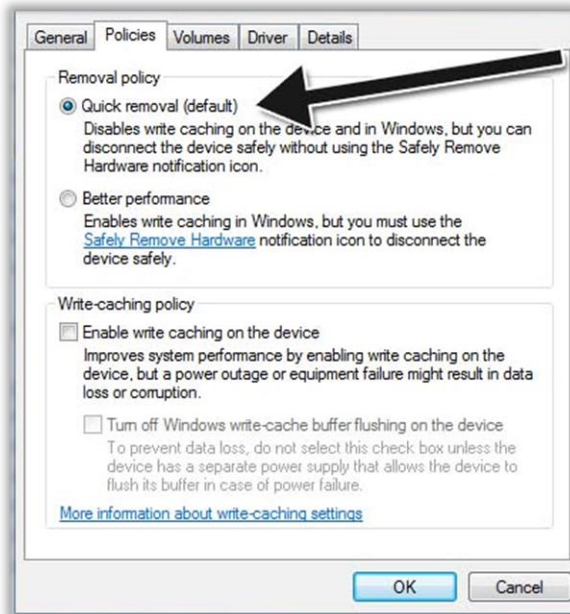 General Policies Volumes Driver Details
Removal policy
Quick removal (default)
Disables write caching on the device and in Windows, but you can
disconnect the device safely without using the Safely Remove
Hardware notification icon.
Better performance
Enables write caching in Windows, but you must use the
Safely Remove Hardware notification icon to disconnect the
device safely.
Write-caching policy
Enable write caching on the device
Improves system performance by enabling write caching on the
device, but a power outage or equipment failure might result in data
loss or corruption.
Turn off Windows write-cache buffer flushing on the device
To prevent data loss, do not select this check box unless the
device has a separate power supply that allows the device to
flush its buffer in case of power failure.
More information about write-caching settings
OK Cancel